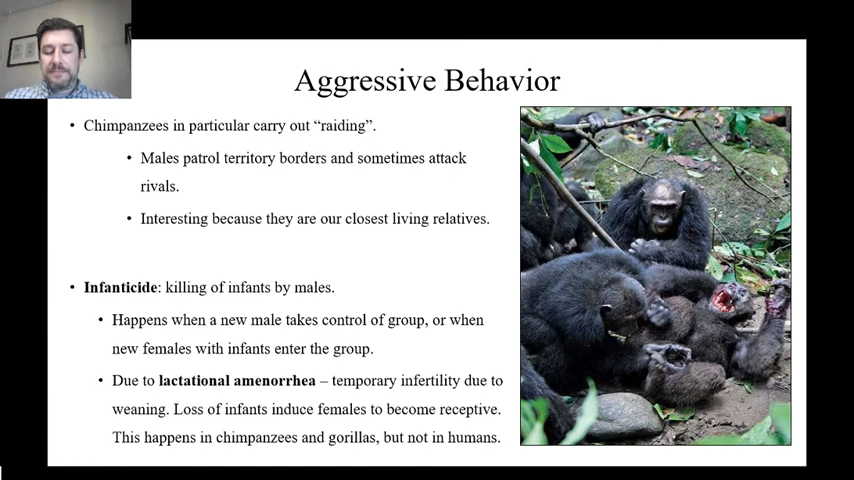 Aggressive Behavior
• Chimpanzees in particular carry out “raiding”.
• Males patrol territory borders and sometimes attack
rivals.
• Interesting because they are our closest living relatives.
• Infanticide: killing of infants by males.
• Happens when a new male takes control of group, or when
new females with infants enter the group.
• Due to lactational amenorrhea – temporary infertility due to
weaning. Loss of infants induce females to become receptive.
This happens in chimpanzees and gorillas, but not in humans.